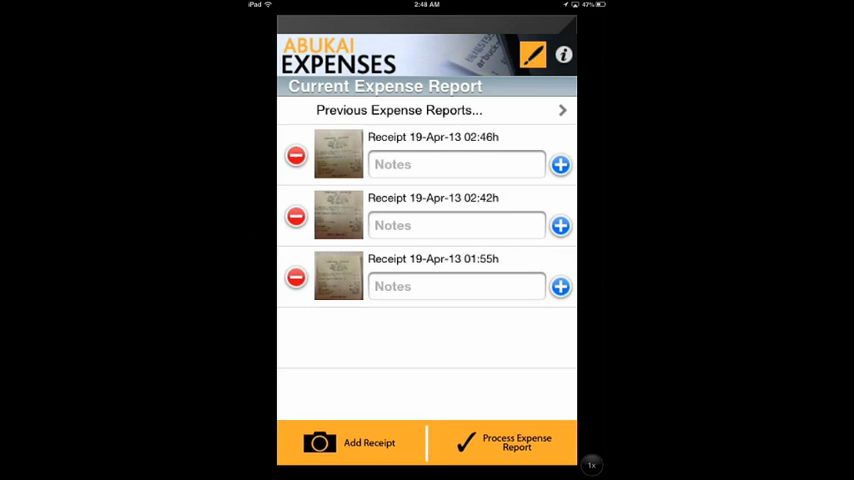 iPad
2:48 AM
47%
ABUKAI
EXPENSES
Current Expense Report
Previous Expense Reports...
Receipt 19-Apr-13 02:46h
Notes
Receipt 19-Apr-13 02:42h
Notes
Receipt 19-Apr-13 01:55h
Notes
Add Receipt
Process Expense
Report
1x